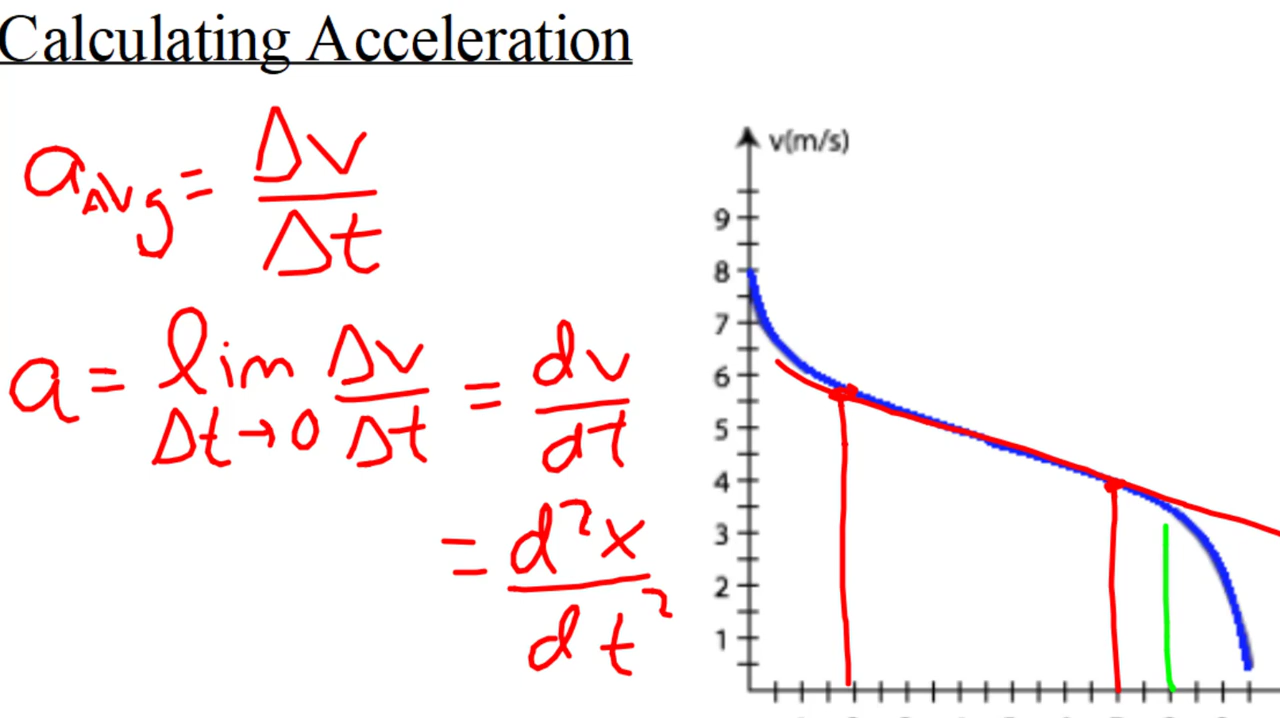 Calculating Acceleration
a_Avg = Δv/Δt
a = lim Δt→0 Δv/Δt = dv/dt
= d²x/dt²
v(m/s)
9
8
7
6
5
4
3
2
1